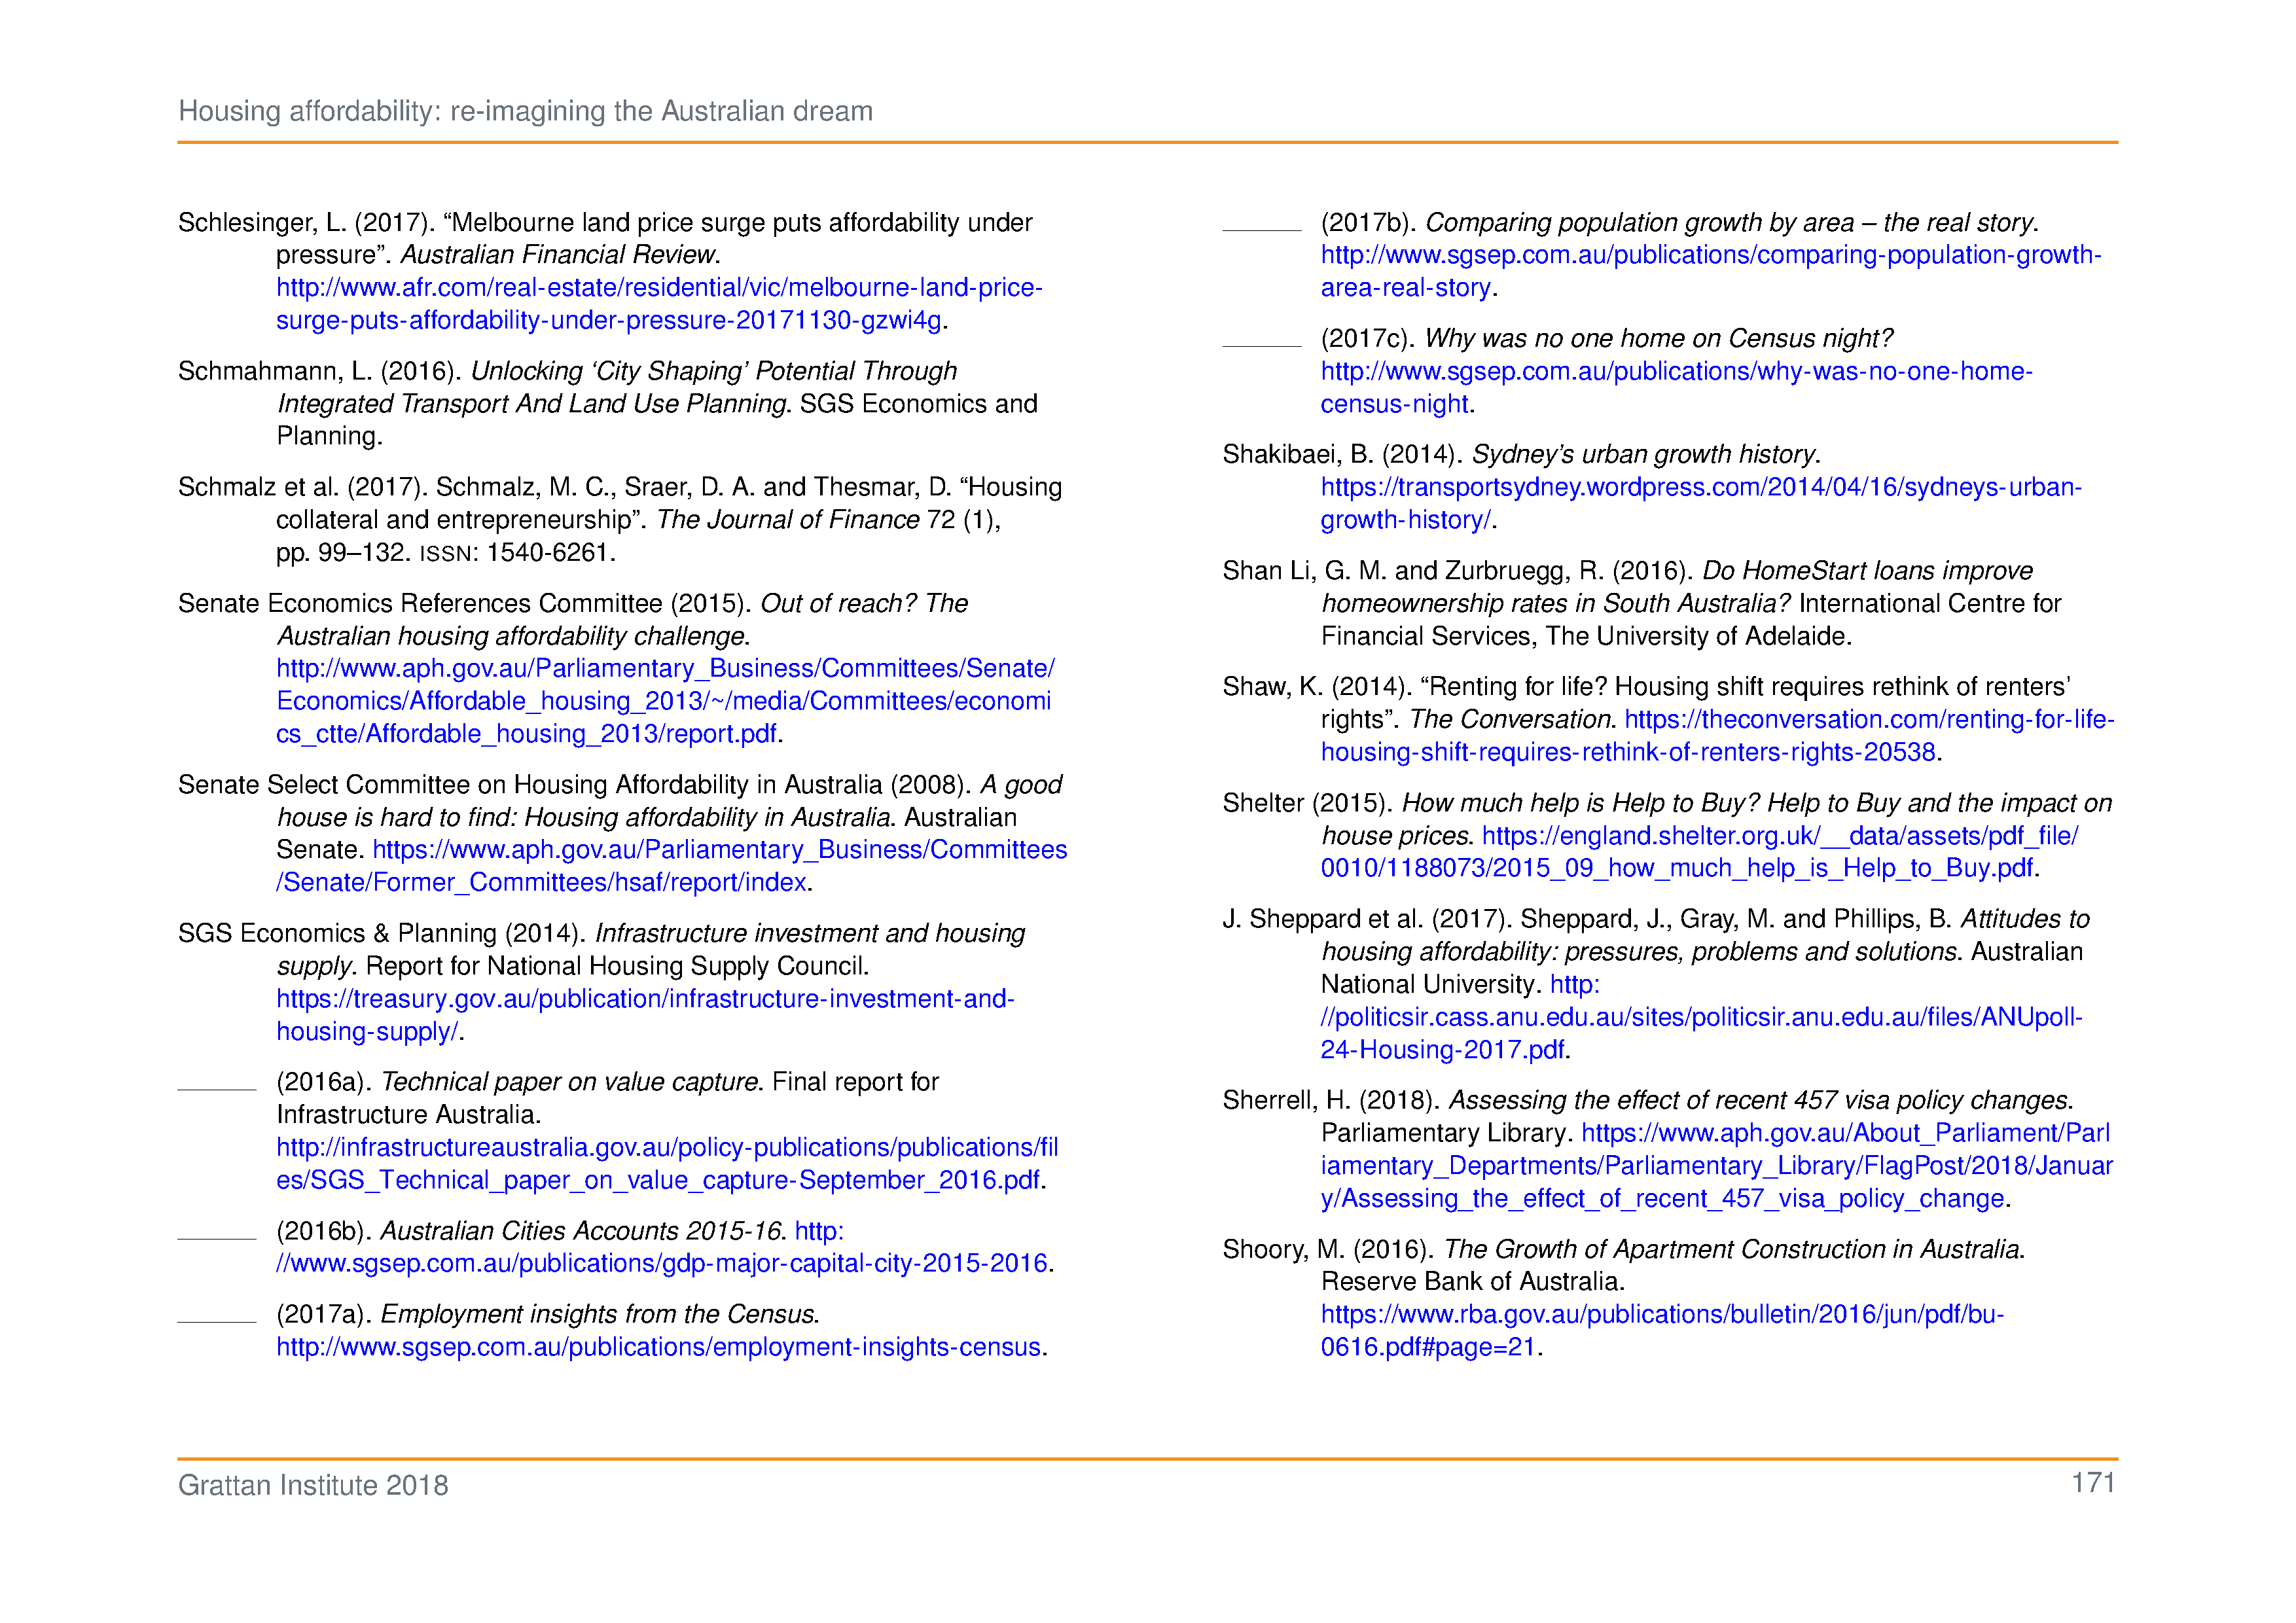 Housing affordability: re-imagining the Australian dream
Schlesinger, L. (2017). “Melbourne land price surge puts affordability under
pressure”. Australian Financial Review.
http://www.afr.com/real-estate/residential/vic/melbourne-land-price-
surge-puts-affordability-under-pressure-20171130-gzwi4g.
Schmahmann, L. (2016). Unlocking ‘City Shaping’ Potential Through
Integrated Transport And Land Use Planning. SGS Economics and
Planning.
Schmalz et al. (2017). Schmalz, M. C., Sraer, D. A. and Thesmar, D. “Housing
collateral and entrepreneurship”. The Journal of Finance 72 (1),
pp. 99–132. ISSN: 1540-6261.
Senate Economics References Committee (2015). Out of reach? The
Australian housing affordability challenge.
http://www.aph.gov.au/Parliamentary_Business/Committees/Senate/
Economics/Affordable_housing_2013/~/media/Committees/economi
cs_ctte/Affordable_housing_2013/report.pdf.
Senate Select Committee on Housing Affordability in Australia (2008). A good
house is hard to find: Housing affordability in Australia. Australian
Senate. https://www.aph.gov.au/Parliamentary_Business/Committees
/Senate/Former_Committees/hsaf/report/index.
SGS Economics & Planning (2014). Infrastructure investment and housing
supply. Report for National Housing Supply Council.
https://treasury.gov.au/publication/infrastructure-investment-and-
housing-supply/.
______ (2016a). Technical paper on value capture. Final report for
Infrastructure Australia.
http://infrastructureaustralia.gov.au/policy-publications/publications/fil
es/SGS_Technical_paper_on_value_capture-September_2016.pdf.
______ (2016b). Australian Cities Accounts 2015-16. http:
//www.sgsep.com.au/publications/gdp-major-capital-city-2015-2016.
______ (2017a). Employment insights from the Census.
http://www.sgsep.com.au/publications/employment-insights-census.
______ (2017b). Comparing population growth by area – the real story.
http://www.sgsep.com.au/publications/comparing-population-growth-
area-real-story.
______ (2017c). Why was no one home on Census night?
http://www.sgsep.com.au/publications/why-was-no-one-home-
census-night.
Shakibaei, B. (2014). Sydney’s urban growth history.
https://transportsydney.wordpress.com/2014/04/16/sydneys-urban-
growth-history/.
Shan Li, G. M. and Zurbruegg, R. (2016). Do HomeStart loans improve
homeownership rates in South Australia? International Centre for
Financial Services, The University of Adelaide.
Shaw, K. (2014). “Renting for life? Housing shift requires rethink of renters’
rights”. The Conversation. https://theconversation.com/renting-for-life-
housing-shift-requires-rethink-of-renters-rights-20538.
Shelter (2015). How much help is Help to Buy? Help to Buy and the impact on
house prices. https://england.shelter.org.uk/__data/assets/pdf_file/
0010/1188073/2015_09_how_much_help_is_Help_to_Buy.pdf.
J. Sheppard et al. (2017). Sheppard, J., Gray, M. and Phillips, B. Attitudes to
housing affordability: pressures, problems and solutions. Australian
National University. http:
//politicsir.cass.anu.edu.au/sites/politicsir.anu.edu.au/files/ANUpoll-
24-Housing-2017.pdf.
Sherrell, H. (2018). Assessing the effect of recent 457 visa policy changes.
Parliamentary Library. https://www.aph.gov.au/About_Parliament/Parl
iamentary_Departments/Parliamentary_Library/FlagPost/2018/Januar
y/Assessing_the_effect_of_recent_457_visa_policy_change.
Shoory, M. (2016). The Growth of Apartment Construction in Australia.
Reserve Bank of Australia.
https://www.rba.gov.au/publications/bulletin/2016/jun/pdf/bu-
0616.pdf#page=21.
Grattan Institute 2018
171